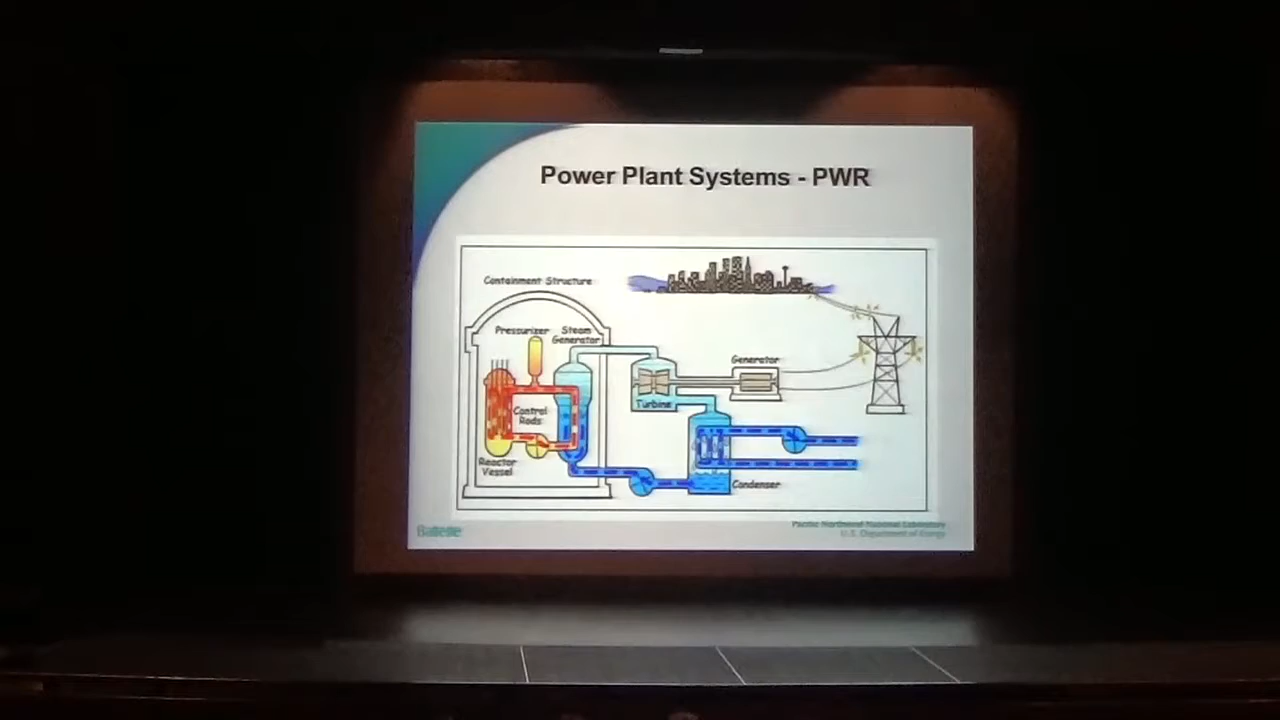 Power Plant Systems - PWR
Containment Structure
Pressurizer
Steam
Generator
Generator
Turbine
Control
Rods
Reactor
Vessel
Condenser
Battelle
Pacific Northwest National Laboratory
U.S. Department of Energy